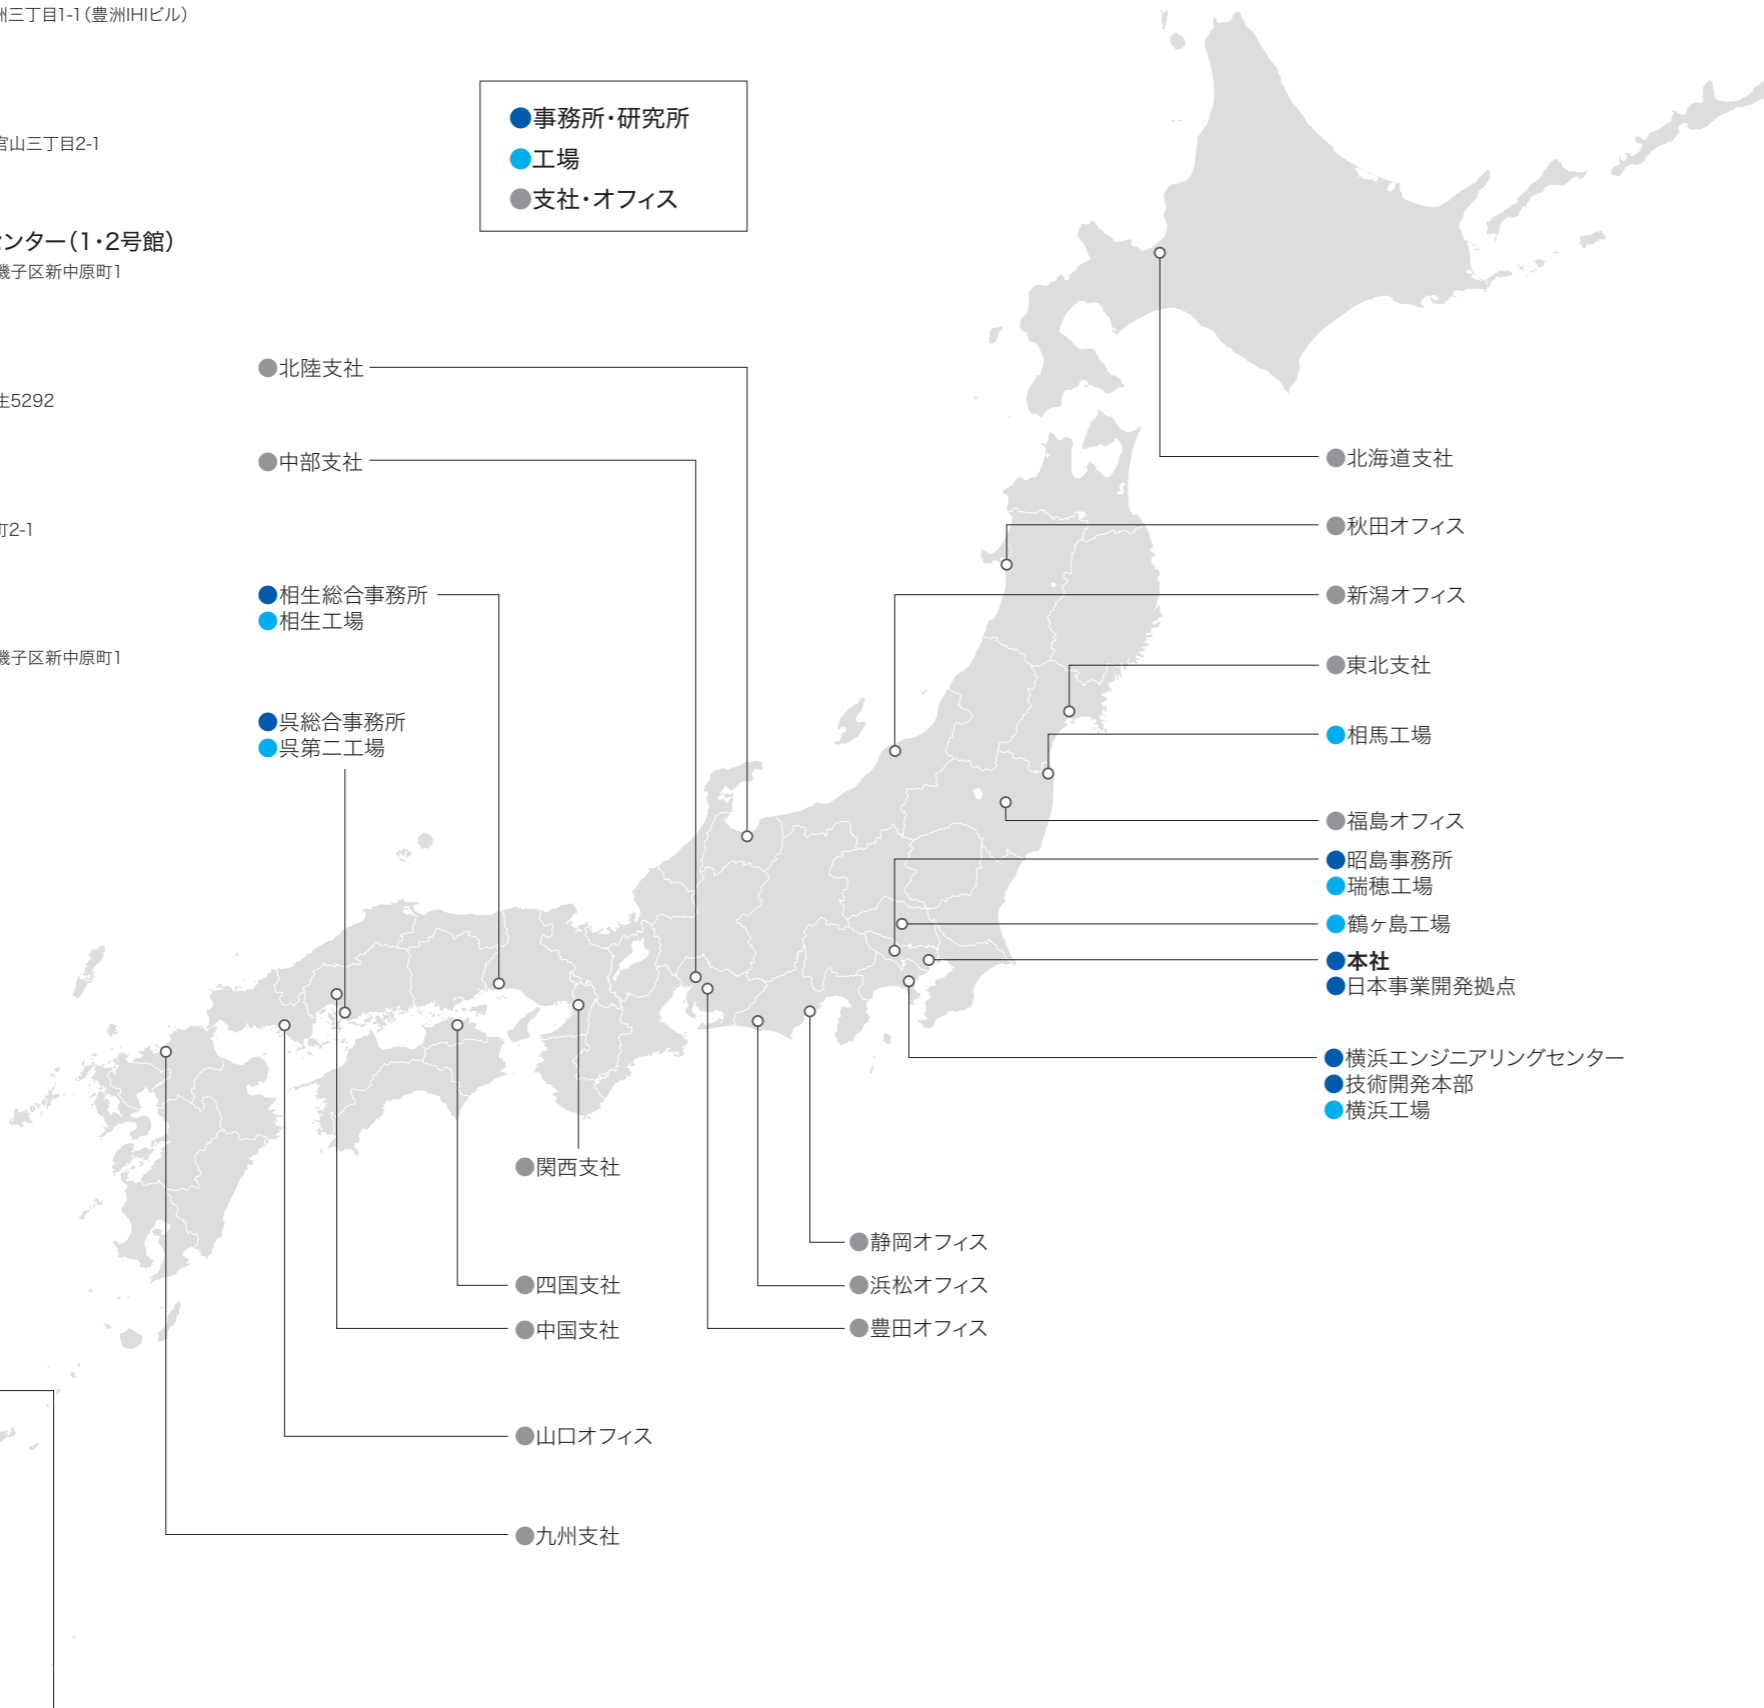 三丁目1-1（豊洲IHIビル）
官山三丁目2-1
ンター（1・2号館）
磯子区新中原町1
生5292
町2-1
磯子区新中原町1
●事務所・研究所
●工場
●支社・オフィス
●北陸支社
●中部支社
●相生総合事務所
●相生工場
●呉総合事務所
●呉第二工場
●北海道支社
●秋田オフィス
●新潟オフィス
●東北支社
●相馬工場
●福島オフィス
●昭島事務所
●瑞穂工場
●鶴ヶ島工場
●本社
●日本事業開発拠点
●横浜エンジニアリングセンター
●技術開発本部
●横浜工場
●関西支社
●四国支社
●中国支社
●山口オフィス
●九州支社
●静岡オフィス
●浜松オフィス
●豊田オフィス